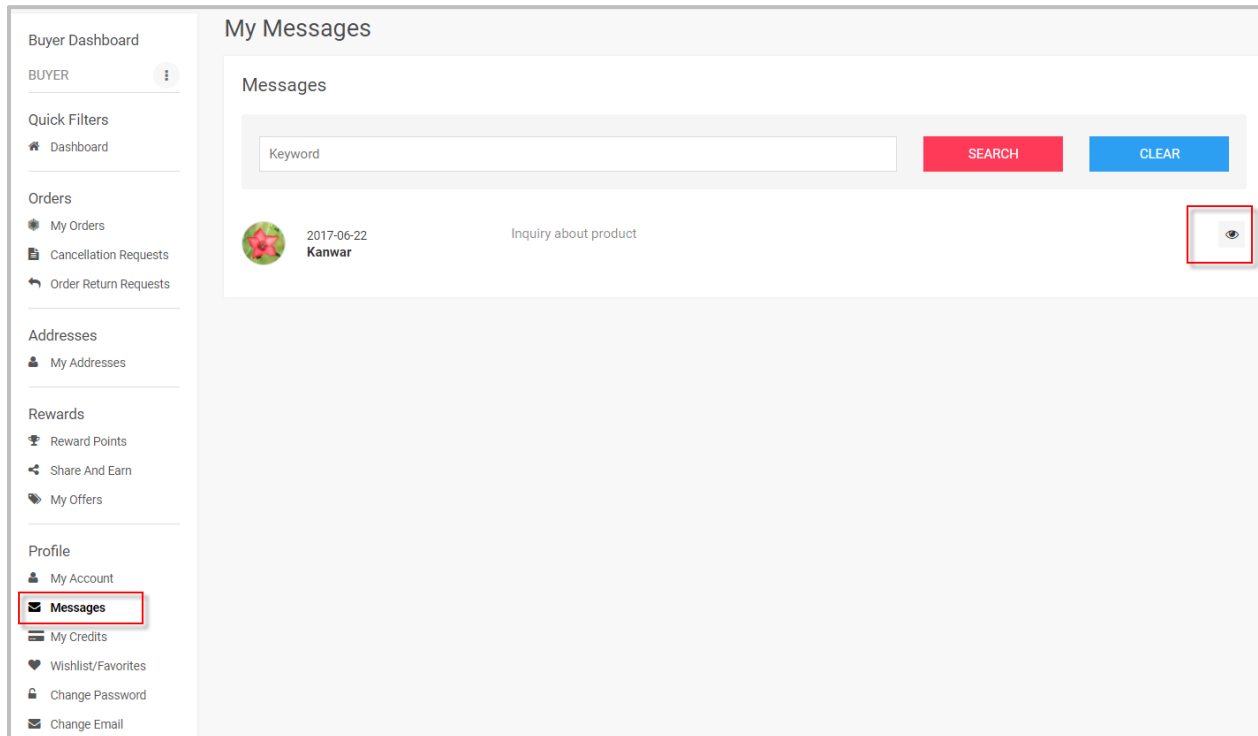 Buyer Dashboard
BUYER
Quick Filters
Dashboard
Orders
My Orders
Cancellation Requests
Order Return Requests
Addresses
My Addresses
Rewards
Reward Points
Share And Earn
My Offers
Profile
My Account
Messages
My Credits
Wishlist/Favorites
Change Password
Change Email
My Messages
Messages
Keyword SEARCH CLEAR
2017-06-22 Inquiry about product
Kanwar